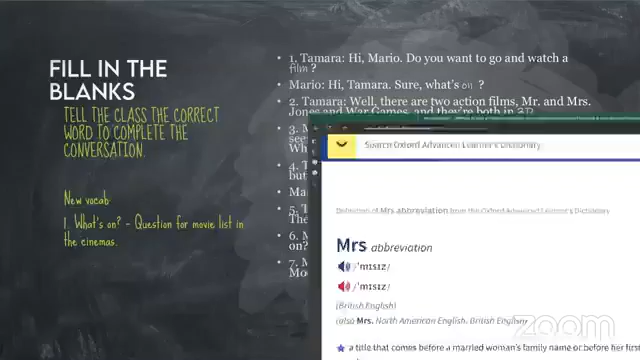 FILL IN THE
BLANKS
TELL THE CLASS THE CORRECT
WORD TO COMPLETE THE
CONVERSATION.
New vocab
1. What's on? - Question for movie list in
the cinemas.
• 1. Tamara: Hi, Mario. Do you want to go and watch a
film ?
Mario: Hi, Tamara. Sure, what's on ?
• 2. Tamara: Well, there are two action films, Mr. and Mrs.
Jones and War Games, and they're both in 3D
• 3. M
see
Wh
• 4. T
but
• Ma
• 5. T
The
• 6. M
on?
• 7. M
Mo
Search Oxford Advanced Learner's Dictionary
Definition of Mrs abbreviation from the Oxford Advanced Learner's Dictionary
Mrs abbreviation
/ˈmɪsɪz/
/ˈmɪsɪz/
(British English)
(also Mrs. North American English, British English)
a title that comes before a married woman's family name or before her first
zoom